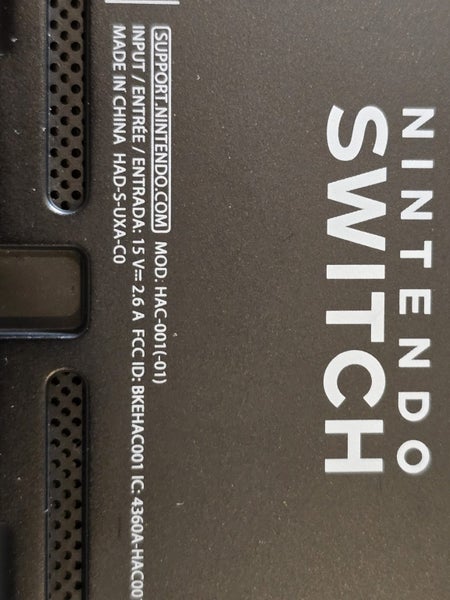 NINTENDO
SWITCH
SUPPORT.NINTENDO.COM MOD: HAC-001(-01)
INPUT / ENTRÉE / ENTRADA: 15 V⎓ 2.6 A FCC ID: BKEHAC001 IC: 4360A-HAC001
MADE IN CHINA HAD-S-UXA-C0